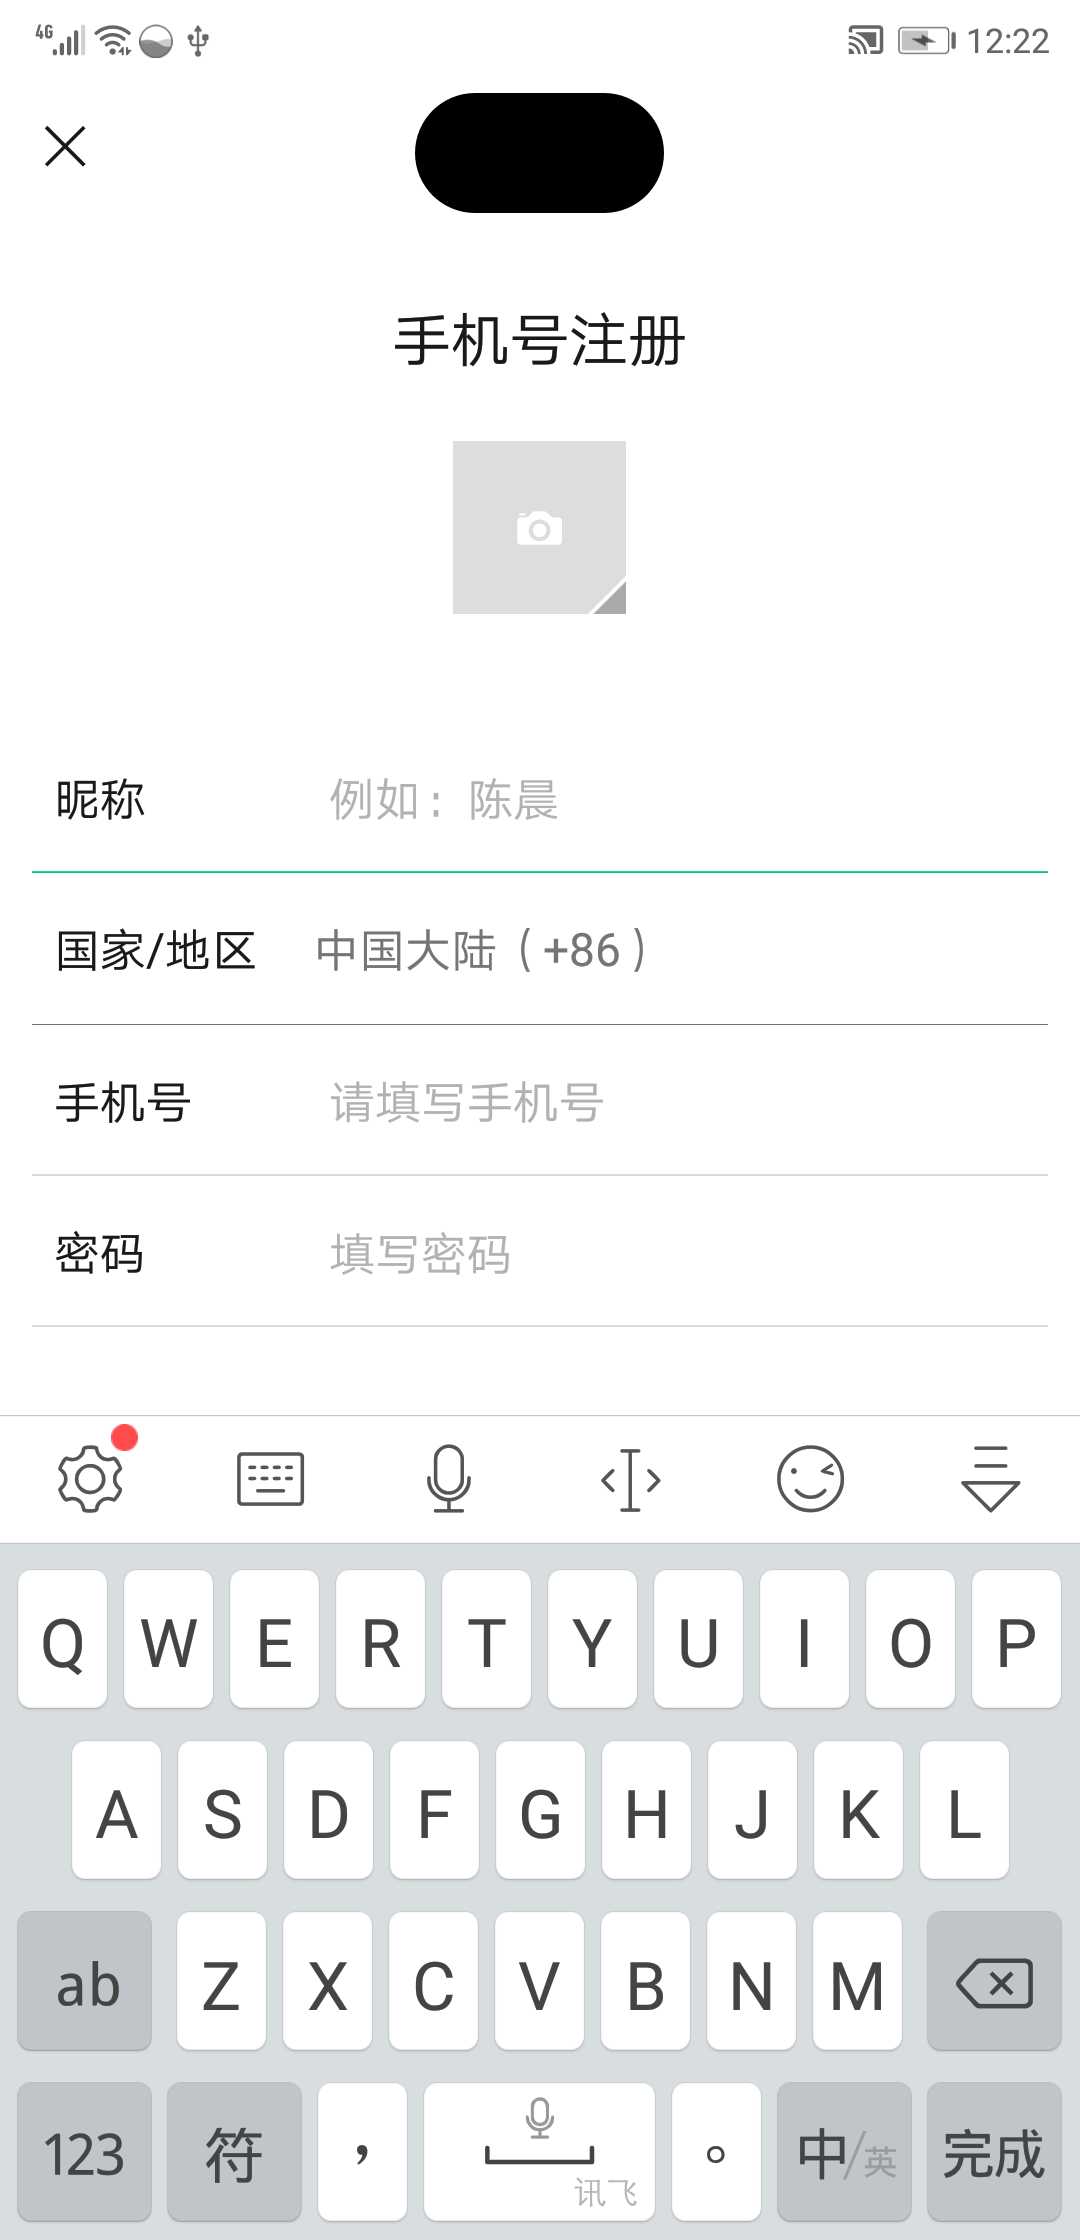 4G 12:22
手机号注册
昵称 例如：陈晨
国家/地区 中国大陆（+86）
手机号 请填写手机号
密码 填写密码
Q W E R T Y U I O P
A S D F G H J K L
ab Z X C V B N M
123 符 ， 讯飞 。 中/英 完成